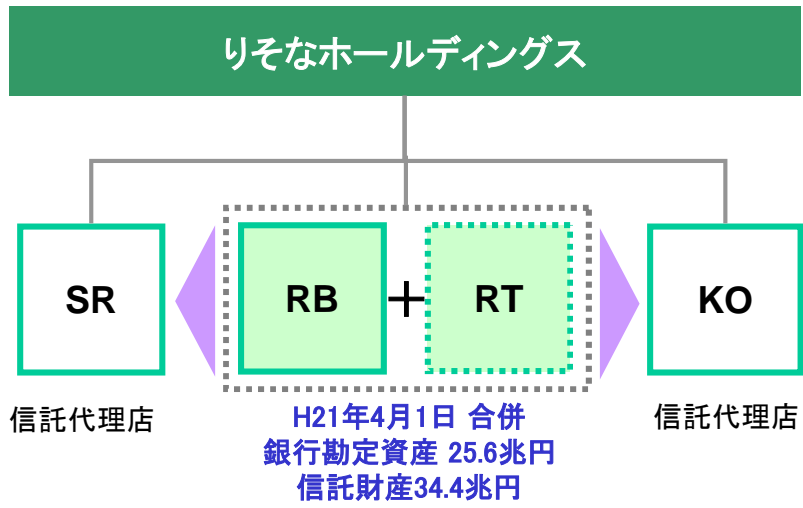 りそなホールディングス
SR
RB
+
RT
KO
信託代理店
H21年4月1日 合併
銀行勘定資産 25.6兆円
信託財産34.4兆円
信託代理店